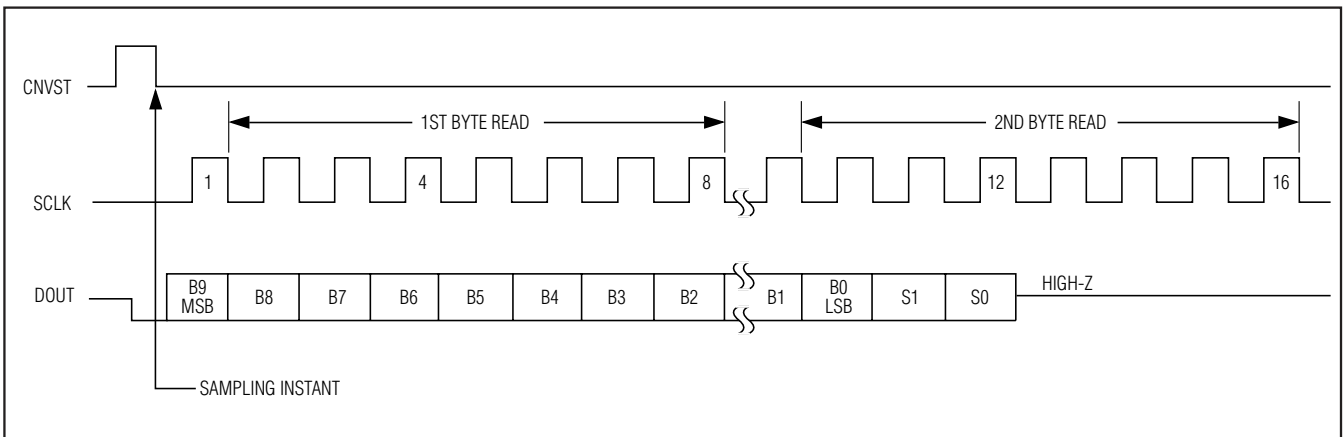 CNVST
1ST BYTE READ
2ND BYTE READ
1
4
8
12
16
SCLK
DOUT
B9
MSB
B8
B7
B6
B5
B4
B3
B2
B1
B0
LSB
S1
S0
HIGH-Z
SAMPLING INSTANT